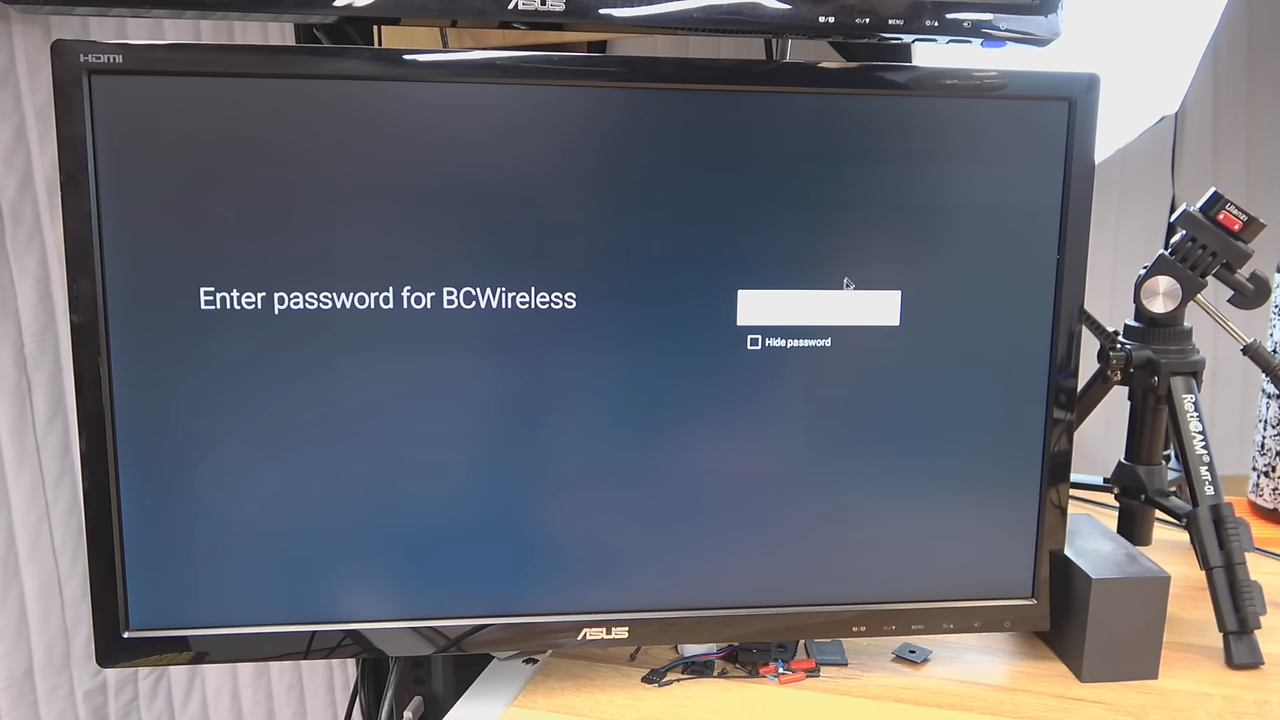 ASUS
MENU
HDMI
Ulanzi
Enter password for BCWireless
Hide password
RetiCAM® MT-01
ASUS
MENU